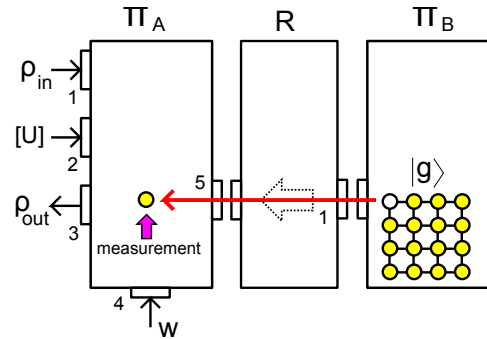 Π_A R Π_B
ρ_in
1
[U]
2
ρ_out
3
5
1
|g⟩
measurement
4
w